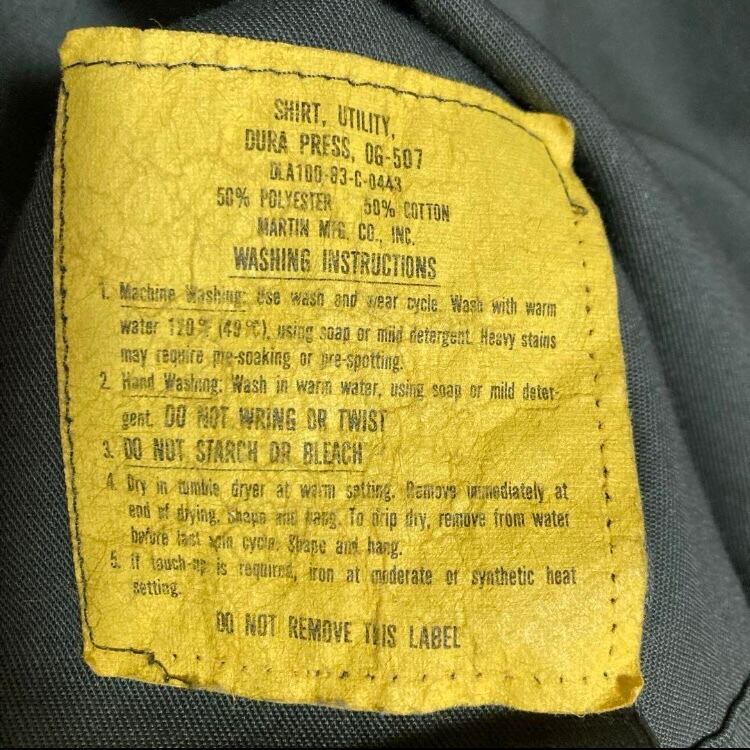 SHIRT, UTILITY,
DURA PRESS, OG-507
DLA100-83-C-0443
50% POLYESTER 50% COTTON
MARTIN MFG. CO., INC.
WASHING INSTRUCTIONS
1. Machine Washing: Use wash and wear cycle. Wash with warm
water 120°F (49°C), using soap or mild detergent. Heavy stains
may require pre-soaking or pre-spotting.
2. Hand Washing: Wash in warm water, using soap or mild deter-
gent. DO NOT WRING OR TWIST
3. DO NOT STARCH OR BLEACH
4. Dry in tumble dryer at warm setting. Remove immediately at
end of drying. Shape and hang. To drip dry, remove from water
before last spin cycle. Shape and hang.
5. If touch-up is required, iron at moderate or synthetic heat
setting.
DO NOT REMOVE THIS LABEL